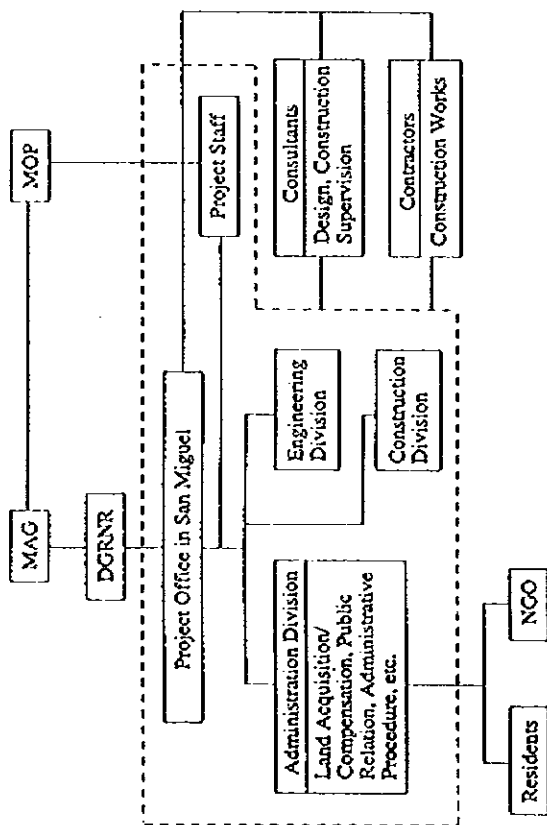 MAG
MOP
DGRNR
Project Office in San Miguel
Project Staff
Administration Division
Land Acquisition/
Compensation, Public
Relation, Administrative
Procedure, etc.
Engineering
Division
Construction
Division
Consultants
Design, Construction
Supervision
Contractors
Construction Works
Residents
NGO